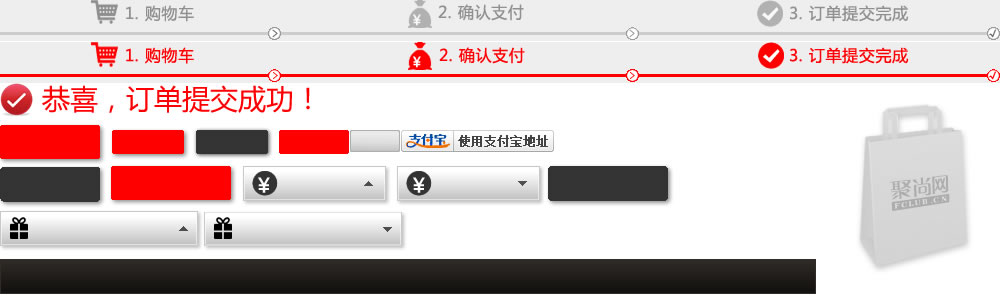 1. 购物车 2. 确认支付 3. 订单提交完成
1. 购物车 2. 确认支付 3. 订单提交完成
恭喜，订单提交成功！
支付宝 使用支付宝地址
聚尚网
FCLUB.CN